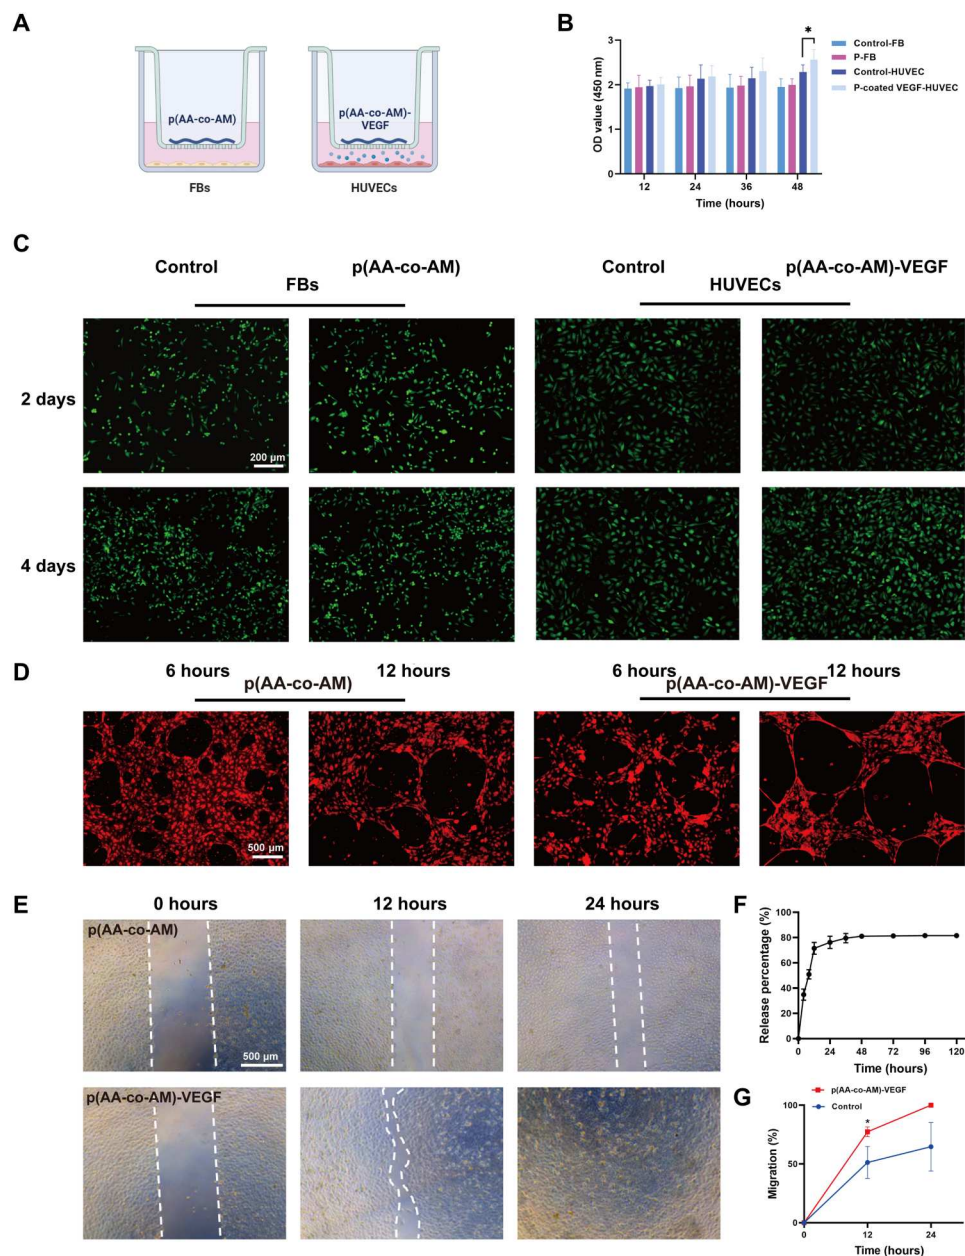 A
p(AA-co-AM)
FBs
p(AA-co-AM)-
VEGF
HUVECs
B
OD value (450 nm)
3
2
1
0
12 24 36 48
Time (hours)
*
Control-FB
P-FB
Control-HUVEC
P-coated VEGF-HUVEC
C
Control p(AA-co-AM) Control p(AA-co-AM)-VEGF
FBs HUVECs
2 days
200 µm
4 days
D
6 hours 12 hours 6 hours 12 hours
p(AA-co-AM) p(AA-co-AM)-VEGF
500 µm
E
0 hours 12 hours 24 hours
p(AA-co-AM)
500 µm
p(AA-co-AM)-VEGF
F
Release percentage (%)
100
80
60
40
20
0
0 24 48 72 96 120
Time (hours)
G
p(AA-co-AM)-VEGF
Control
Migration (%)
100
50
0
*
0 12 24
Time (hours)